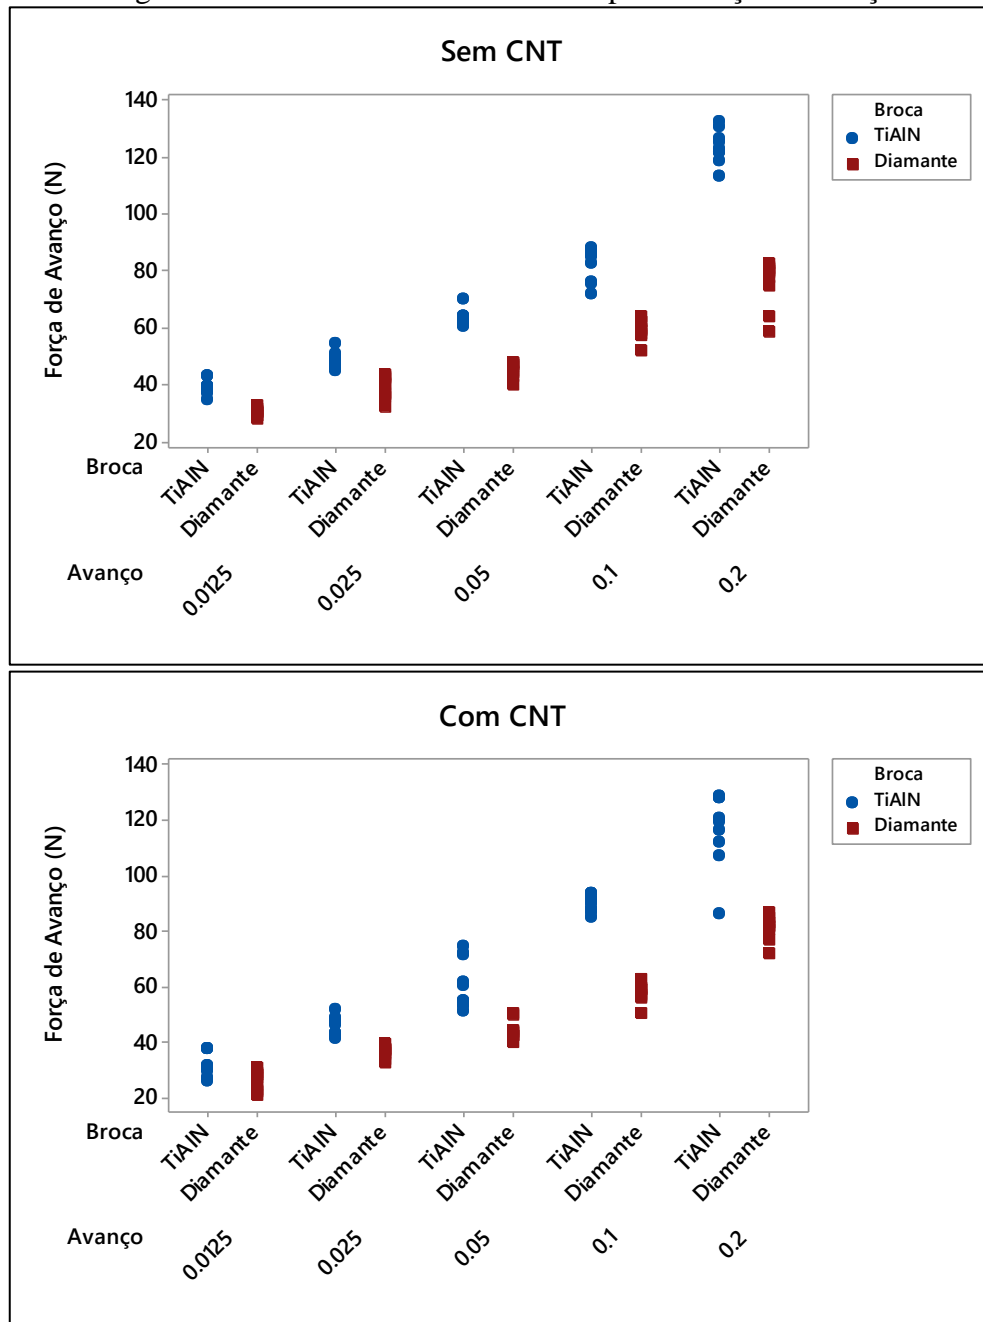 Sem CNT
140
120
100
80
60
40
20
Força de Avanço (N)
Broca
TiAlN
Diamante
Broca
TiAlN
Diamante
TiAlN
Diamante
TiAlN
Diamante
TiAlN
Diamante
TiAlN
Diamante
Avanço
0.0125
0.025
0.05
0.1
0.2
Com CNT
140
120
100
80
60
40
20
Força de Avanço (N)
Broca
TiAlN
Diamante
Broca
TiAlN
Diamante
TiAlN
Diamante
TiAlN
Diamante
TiAlN
Diamante
TiAlN
Diamante
Avanço
0.0125
0.025
0.05
0.1
0.2